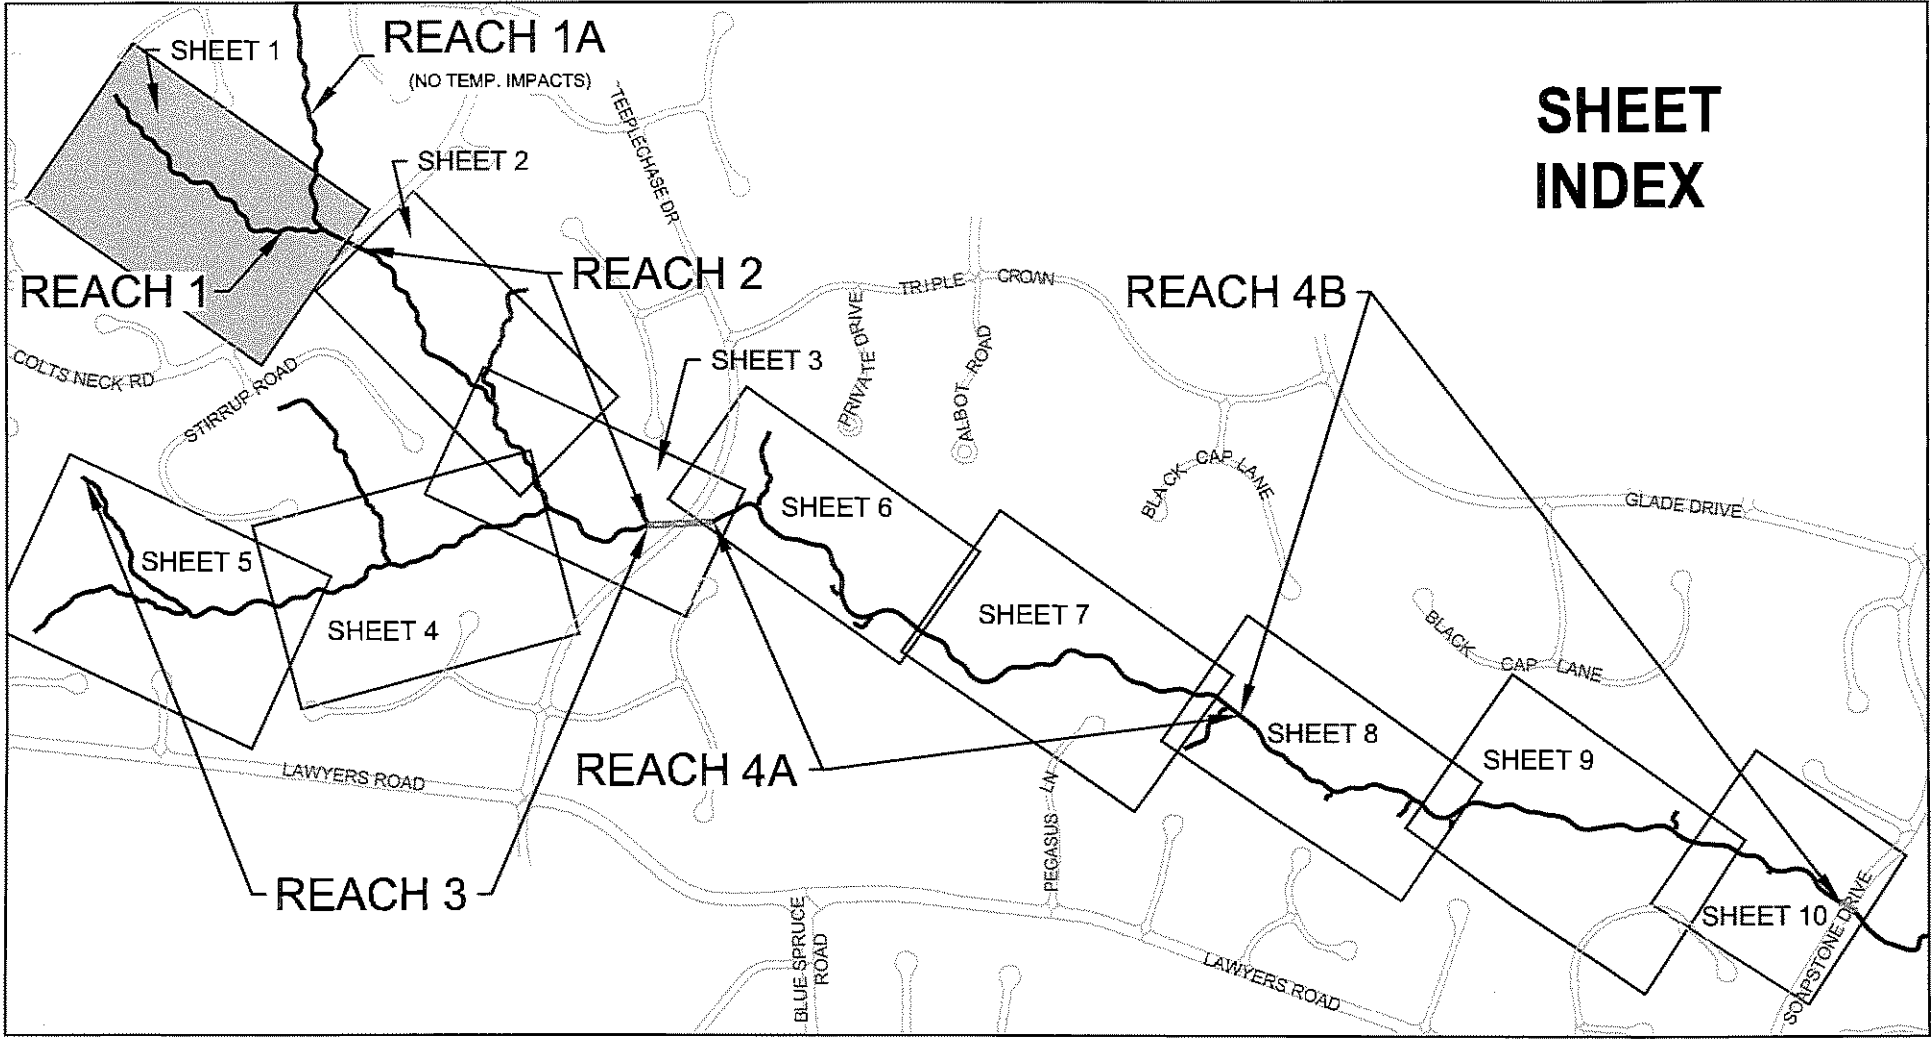 SHEET 1
REACH 1A
(NO TEMP. IMPACTS)
SHEET
INDEX
TEEPLECHASE DR
SHEET 2
REACH 1
REACH 2
TRIPLE CROWN
REACH 4B
PRIVATE DRIVE
ALBOT ROAD
COLTS NECK RD
STIRRUP ROAD
SHEET 3
BLACK CAP LANE
GLADE DRIVE
SHEET 6
SHEET 5
SHEET 4
SHEET 7
BLACK CAP LANE
SHEET 8
SHEET 9
LAWYERS ROAD
REACH 4A
PEGASUS LN
REACH 3
BLUE SPRUCE
ROAD
SHEET 10
SOAPSTONE DRIVE
LAWYERS ROAD